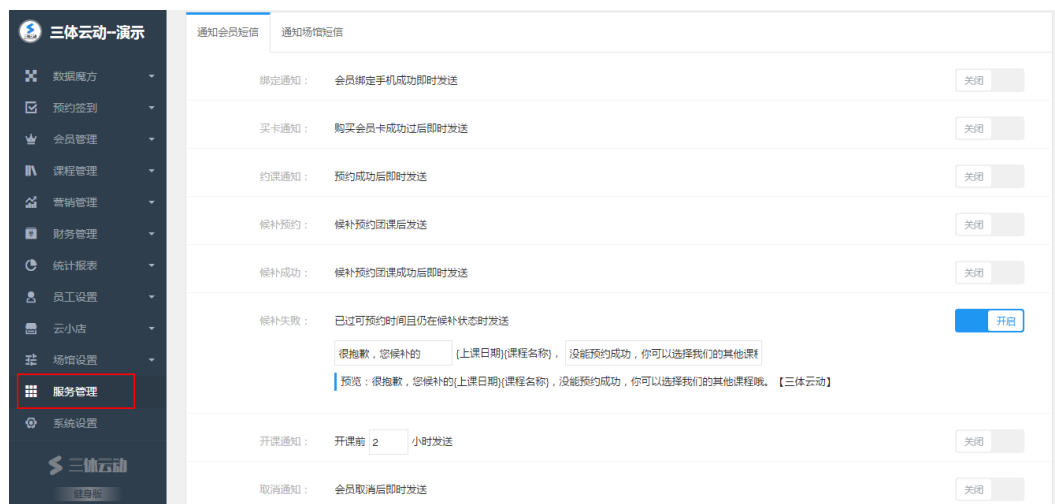 三体云动--演示
数据魔方
预约签到
会员管理
课程管理
营销管理
财务管理
统计报表
员工设置
云小店
场馆设置
服务管理
系统设置
三体云动
健身版
通知会员短信 通知场馆短信
绑定通知： 会员绑定手机成功即时发送 关闭
买卡通知： 购买会员卡成功过后即时发送 关闭
约课通知： 预约成功后即时发送 关闭
候补预约： 候补预约团课后发送 关闭
候补成功： 候补预约团课成功后即时发送 关闭
候补失败： 已过可预约时间且仍在候补状态时发送 开启
很抱歉，您候补的 {上课日期}{课程名称}， 没能预约成功，你可以选择我们的其他课程
预览：很抱歉，您候补的{上课日期}{课程名称}，没能预约成功，你可以选择我们的其他课程哦。【三体云动】
开课通知： 开课前 2 小时发送 关闭
取消通知： 会员取消后即时发送 关闭